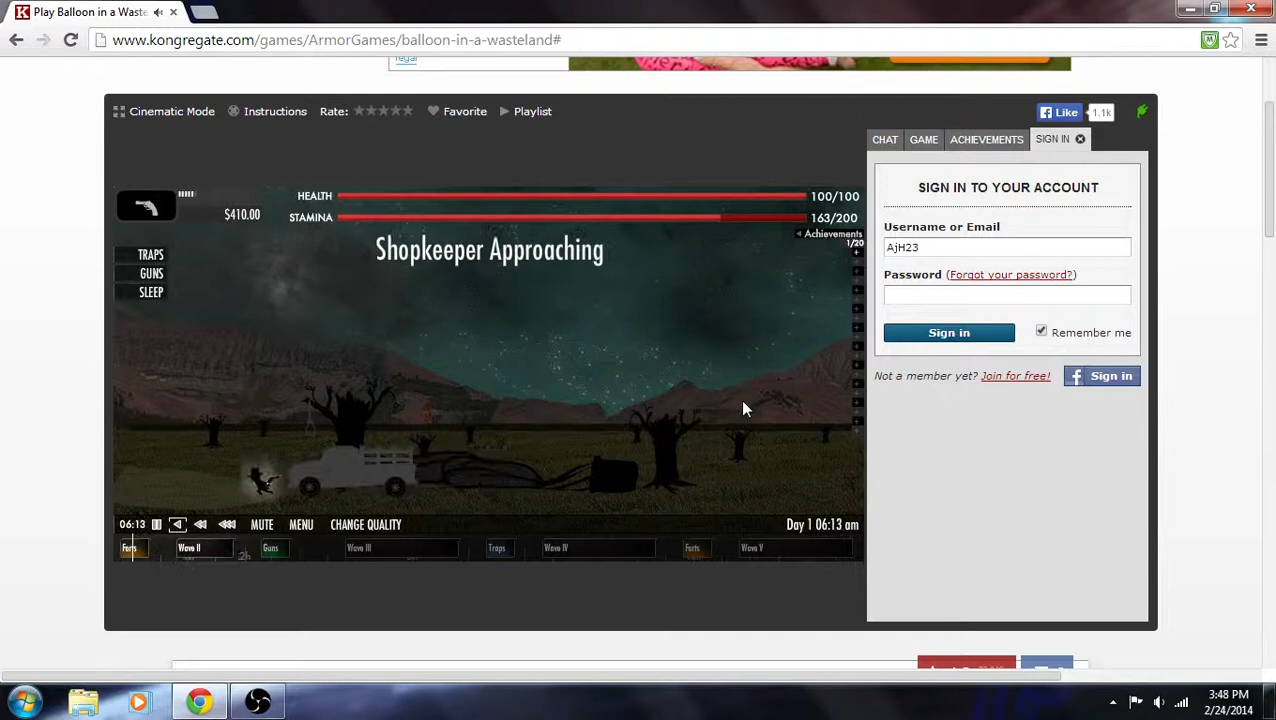 Play Balloon in a Waste
www.kongregate.com/games/ArmorGames/balloon-in-a-wasteland#
regal
Cinematic Mode
Instructions
Rate:
Favorite
Playlist
Like
1.1k
CHAT
GAME
ACHIEVEMENTS
SIGN IN
SIGN IN TO YOUR ACCOUNT
Username or Email
AjH23
Password (Forgot your password?)
Sign in
Remember me
Not a member yet? Join for free!
Sign in
$410.00
HEALTH
100/100
STAMINA
163/200
Achievements
1/20
Shopkeeper Approaching
TRAPS
GUNS
SLEEP
06:13
MUTE
MENU
CHANGE QUALITY
Day 1 06:13 am
Forts
Wave II
2h
Guns
Wave III
Traps
Wave IV
Forts
Wave V
3:48 PM
2/24/2014